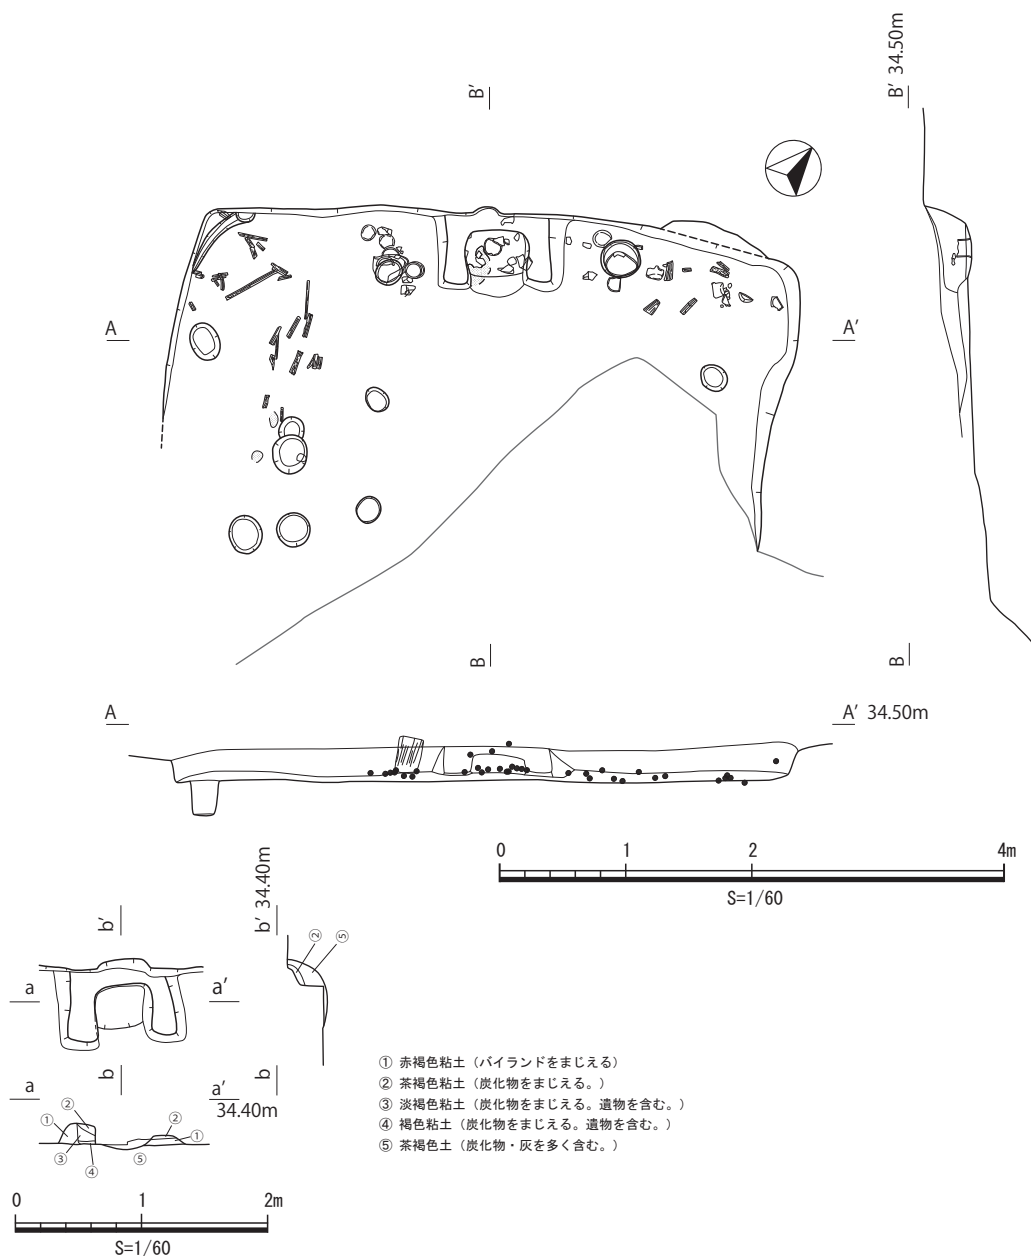 B' 34.50m
B'
A
A'
B
B
A
A' 34.50m
0 1 2 4m
S=1/60
b'
b' 34.40m
② ⑤
a
a'
b
b
a
a'
34.40m
②
①
②
①
③
④
⑤
① 赤褐色粘土（バイランドをまじえる）
② 茶褐色粘土（炭化物をまじえる。）
③ 淡褐色粘土（炭化物をまじえる。遺物を含む。）
④ 褐色粘土（炭化物をまじえる。遺物を含む。）
⑤ 茶褐色土（炭化物・灰を多く含む。）
0 1 2m
S=1/60